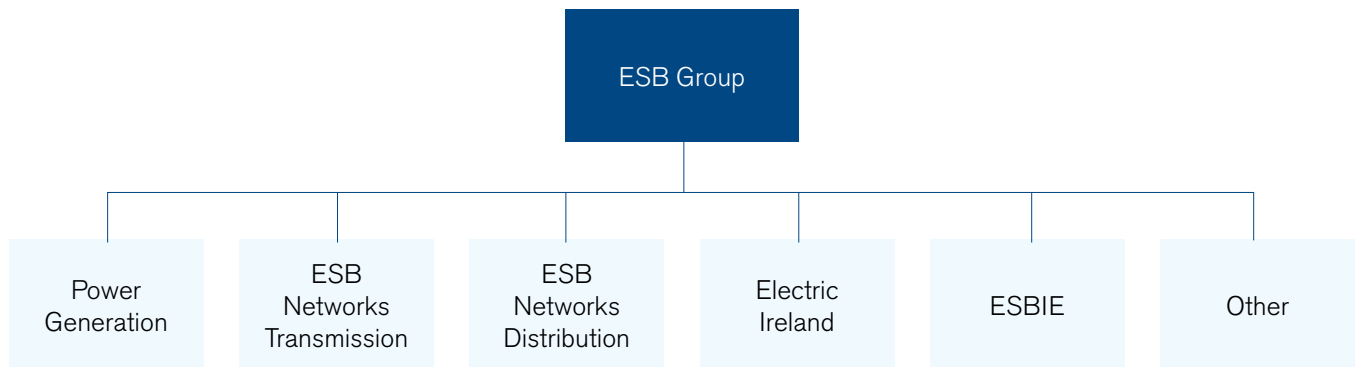 ESB Group
Power
Generation
ESB
Networks
Transmission
ESB
Networks
Distribution
Electric
Ireland
ESBIE
Other